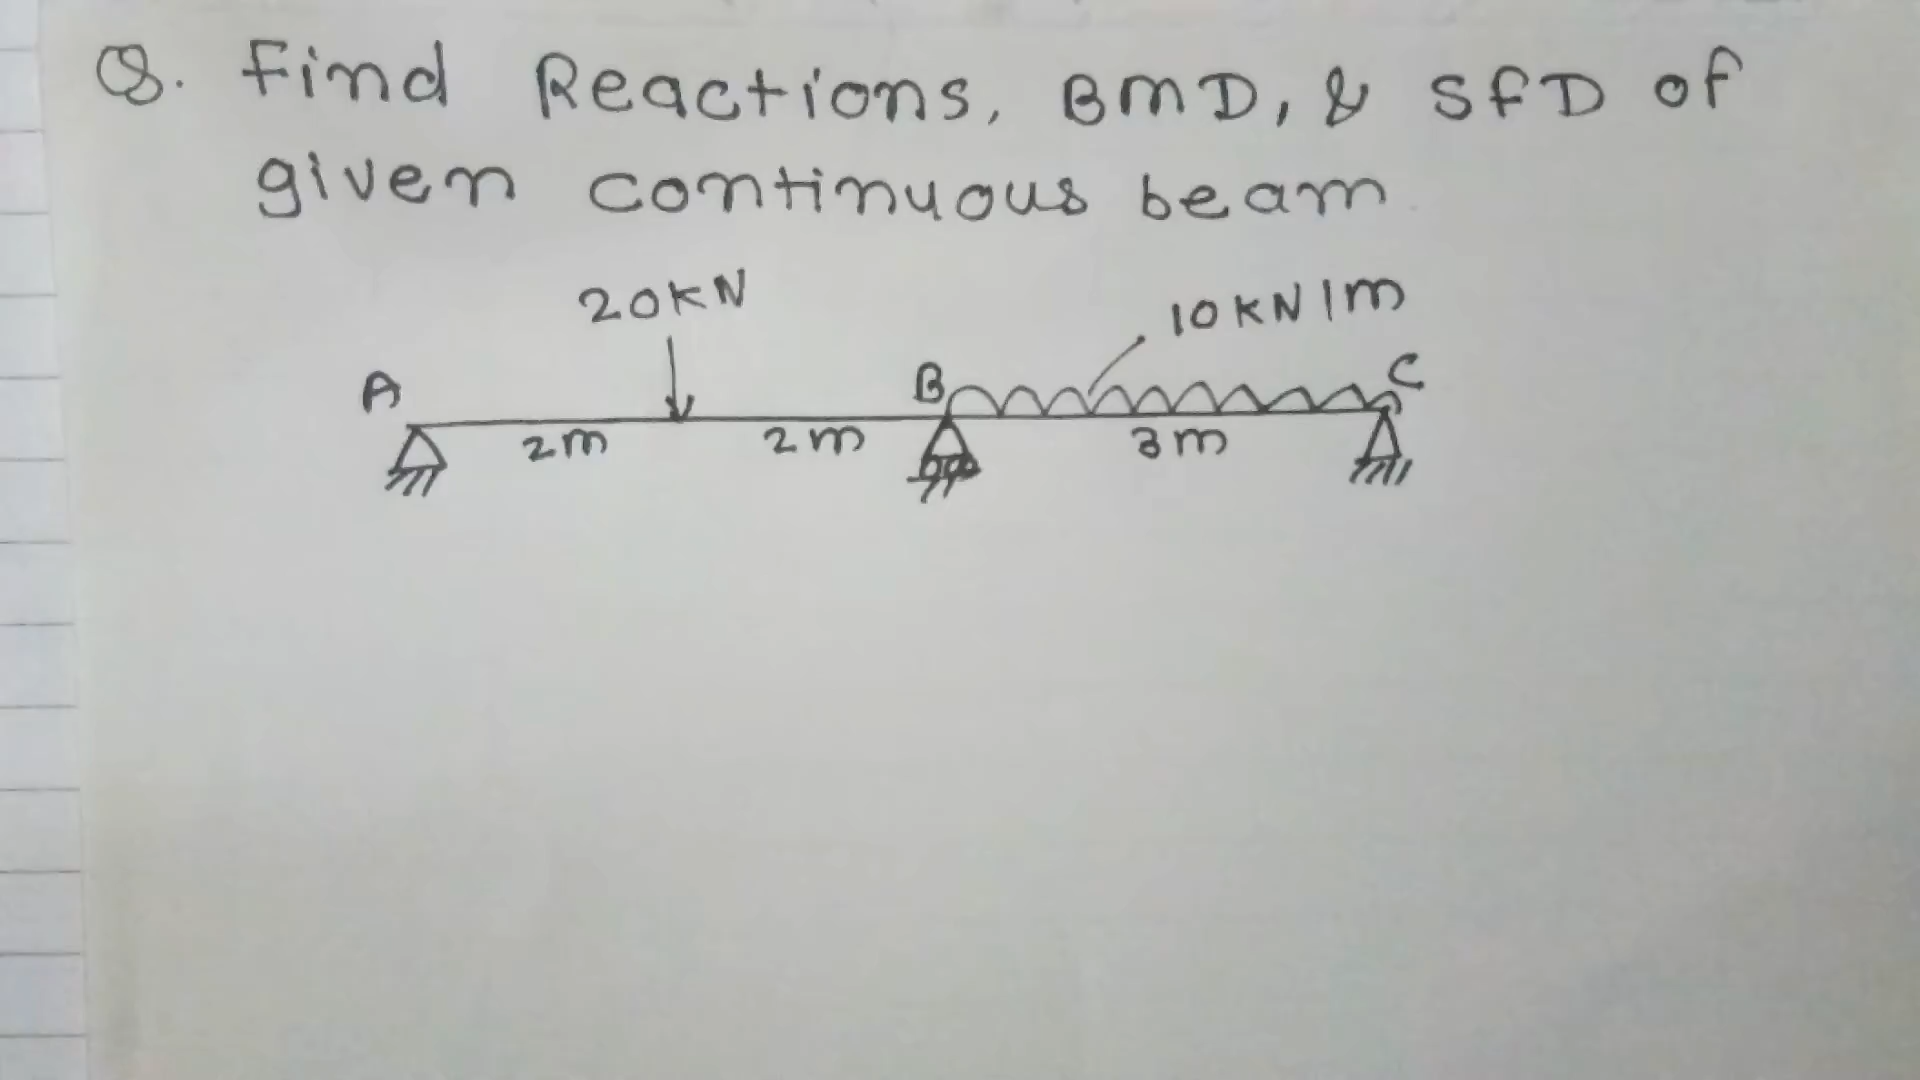 Q. Find Reactions, BMD, & SFD of
given continuous beam
20KN
10KN/m
A
B
C
2m
2m
3m